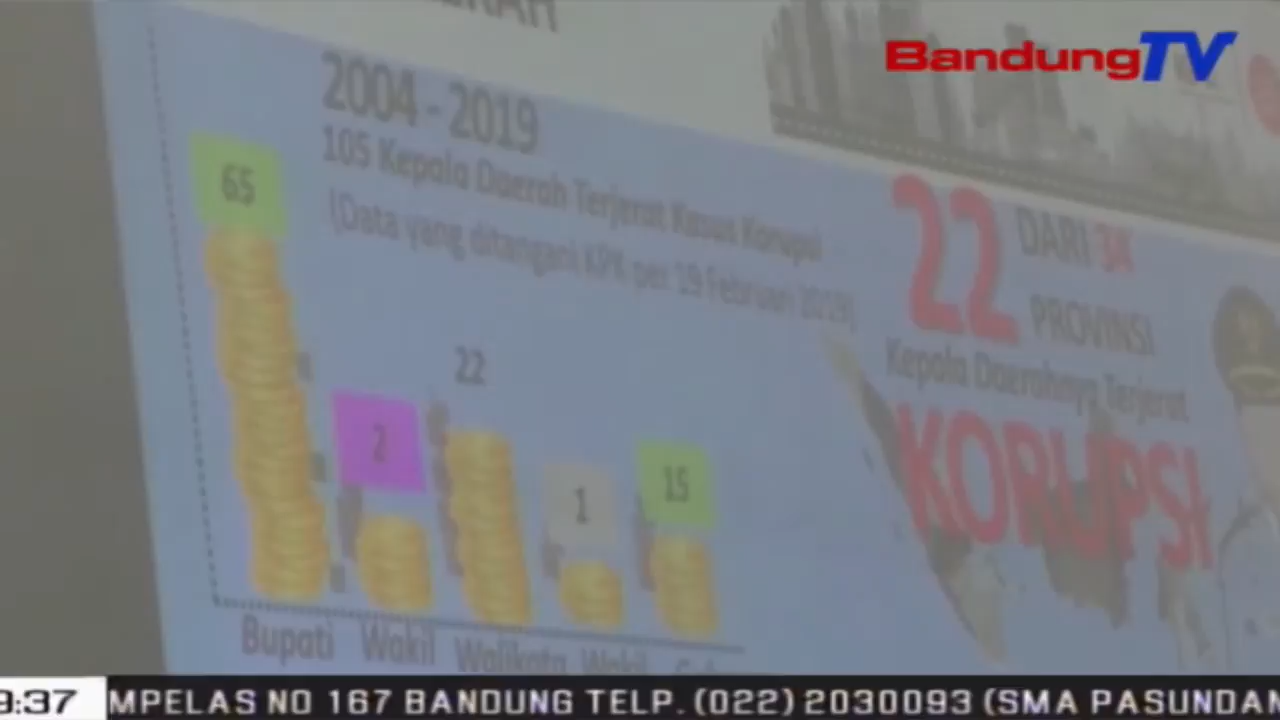 BandungTV
2004 - 2019
105 Kepala Daerah Terjerat Kasus Korupsi
(Data yang ditangani KPK per 19 Februari 2019)
65
2
22
1
15
Bupati Wakil Walikota Wakil
22 DARI 34
PROVINSI
Kepala Daerahnya Terjerat
KORUPSI
9:37 MPELAS NO 167 BANDUNG TELP. (022) 2030093 (SMA PASUNDAN